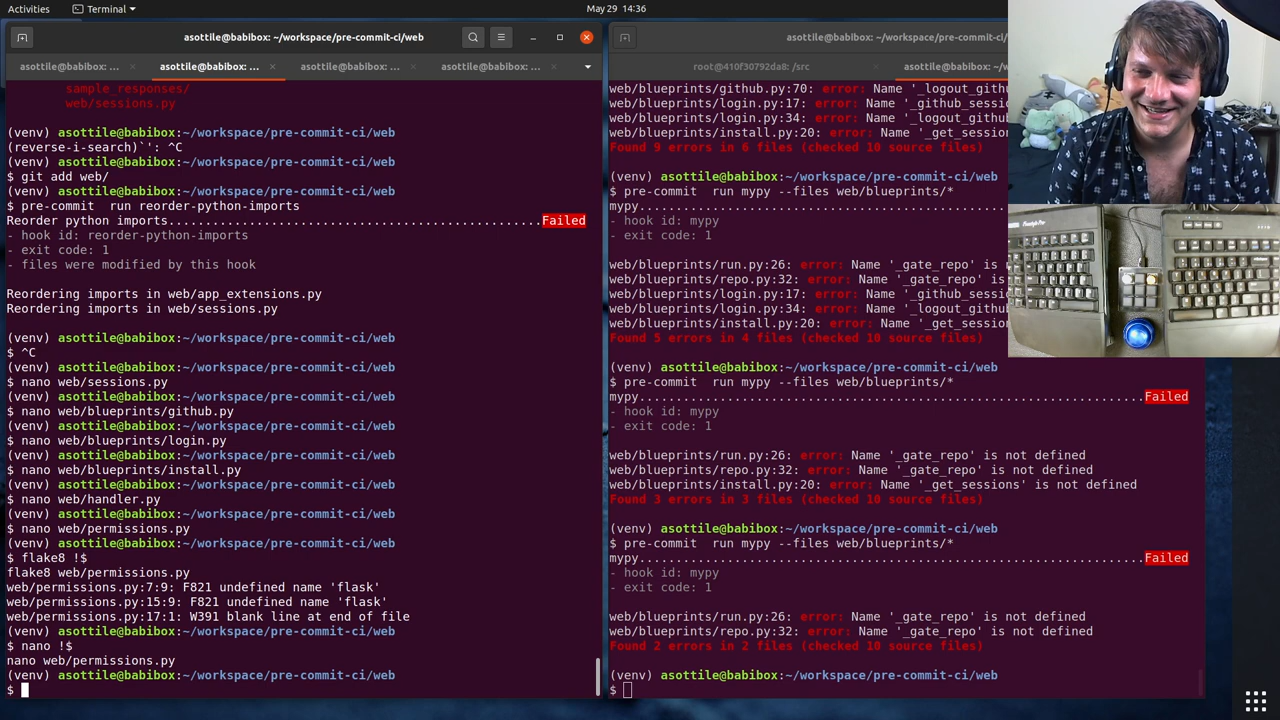 Activities
Terminal
May 29 14:36
asottile@babibox: ~/workspace/pre-commit-ci/web
asottile@babibox: ...
asottile@babibox: ...
asottile@babibox: ...
asottile@babibox: ...
sample_responses/
web/sessions.py
(venv) asottile@babibox:~/workspace/pre-commit-ci/web
(reverse-i-search)`': ^C
(venv) asottile@babibox:~/workspace/pre-commit-ci/web
$ git add web/
(venv) asottile@babibox:~/workspace/pre-commit-ci/web
$ pre-commit  run reorder-python-imports
Reorder python imports...................................................Failed
- hook id: reorder-python-imports
- exit code: 1
- files were modified by this hook
Reordering imports in web/app_extensions.py
Reordering imports in web/sessions.py
(venv) asottile@babibox:~/workspace/pre-commit-ci/web
$ ^C
(venv) asottile@babibox:~/workspace/pre-commit-ci/web
$ nano web/sessions.py
(venv) asottile@babibox:~/workspace/pre-commit-ci/web
$ nano web/blueprints/github.py
(venv) asottile@babibox:~/workspace/pre-commit-ci/web
$ nano web/blueprints/login.py
(venv) asottile@babibox:~/workspace/pre-commit-ci/web
$ nano web/blueprints/install.py
(venv) asottile@babibox:~/workspace/pre-commit-ci/web
$ nano web/handler.py
(venv) asottile@babibox:~/workspace/pre-commit-ci/web
$ nano web/permissions.py
(venv) asottile@babibox:~/workspace/pre-commit-ci/web
$ flake8 !$
flake8 web/permissions.py
web/permissions.py:7:9: F821 undefined name 'flask'
web/permissions.py:15:9: F821 undefined name 'flask'
web/permissions.py:17:1: W391 blank line at end of file
(venv) asottile@babibox:~/workspace/pre-commit-ci/web
$ nano !$
nano web/permissions.py
(venv) asottile@babibox:~/workspace/pre-commit-ci/web
$
asottile@babibox: ~/workspace/pre-commit-ci/
root@410f30792da8: /src
asottile@babibox: ~/w
web/blueprints/github.py:70: error: Name '_logout_gith
web/blueprints/login.py:17: error: Name '_github_sessi
web/blueprints/login.py:34: error: Name '_logout_githu
web/blueprints/install.py:20: error: Name '_get_sessio
Found 9 errors in 6 files (checked 10 source files)
(venv) asottile@babibox:~/workspace/pre-commit-ci/web
$ pre-commit  run mypy --files web/blueprints/*
mypy..................................................
- hook id: mypy
- exit code: 1
web/blueprints/run.py:26: error: Name '_gate_repo' is n
web/blueprints/repo.py:32: error: Name '_gate_repo' is
web/blueprints/login.py:17: error: Name '_github_sessi
web/blueprints/login.py:34: error: Name '_logout_githu
web/blueprints/install.py:20: error: Name '_get_sessio
Found 5 errors in 4 files (checked 10 source files)
(venv) asottile@babibox:~/workspace/pre-commit-ci/web
$ pre-commit  run mypy --files web/blueprints/*
mypy.....................................................................Failed
- hook id: mypy
- exit code: 1
web/blueprints/run.py:26: error: Name '_gate_repo' is not defined
web/blueprints/repo.py:32: error: Name '_gate_repo' is not defined
web/blueprints/install.py:20: error: Name '_get_sessions' is not defined
Found 3 errors in 3 files (checked 10 source files)
(venv) asottile@babibox:~/workspace/pre-commit-ci/web
$ pre-commit  run mypy --files web/blueprints/*
mypy.....................................................................Failed
- hook id: mypy
- exit code: 1
web/blueprints/run.py:26: error: Name '_gate_repo' is not defined
web/blueprints/repo.py:32: error: Name '_gate_repo' is not defined
Found 2 errors in 2 files (checked 10 source files)
(venv) asottile@babibox:~/workspace/pre-commit-ci/web
$